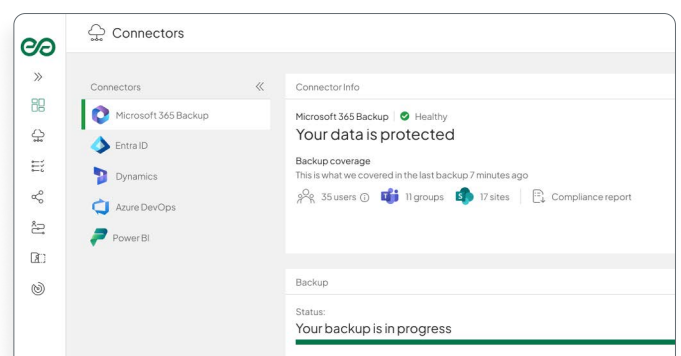 Connectors
Connectors
Microsoft 365 Backup
Entra ID
Dynamics
Azure DevOps
Power BI
Connector Info
Microsoft 365 Backup | Healthy
Your data is protected
Backup coverage
This is what we covered in the last backup 7 minutes ago
35 users 11 groups 17 sites | Compliance report
Backup
Status:
Your backup is in progress